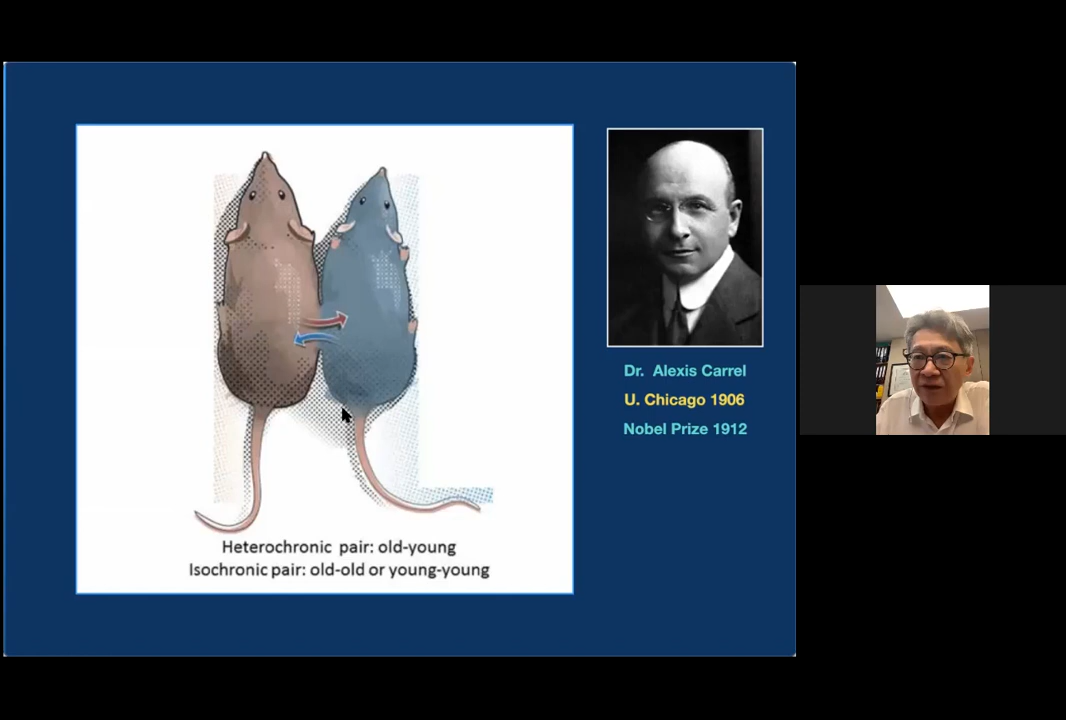 Heterochronic pair: old-young
Isochronic pair: old-old or young-young
Dr. Alexis Carrel
U. Chicago 1906
Nobel Prize 1912